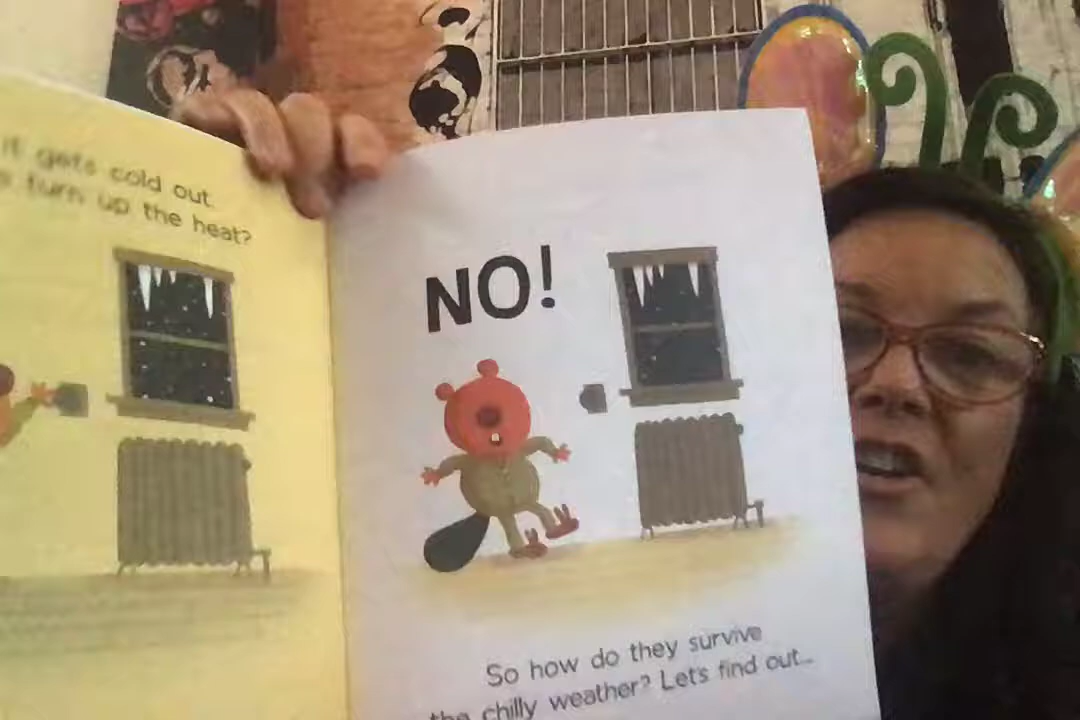 it gets cold out.
turn up the heat?
NO!
So how do they survive
the chilly weather? Let's find out...